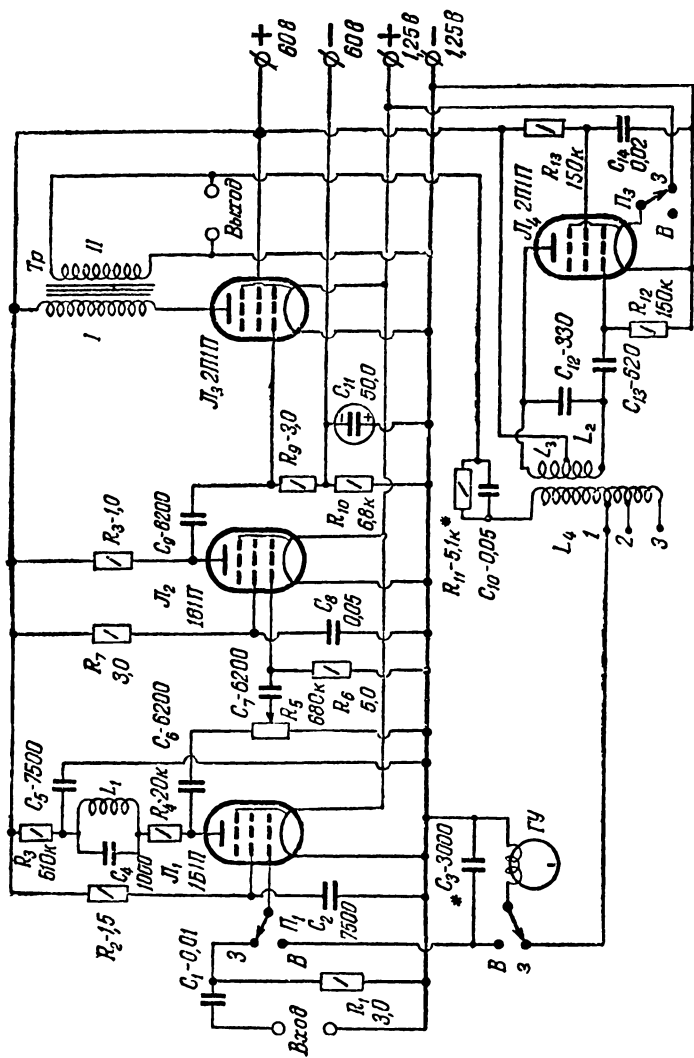 R₂-1,5
R₃
510к
C₅-7500
L₁
C₄
1000
R₄-20к
Л₁
1Б1П
C₆-6200
R₇
3,0
R₃-1,0
C₉-6200
Л₂
1Б1П
Тр
I
II
Л₃ 2П1П
Выход
+
60В
−
60В
+
1,25В
−
1,25В
C₁-0,01
З
В
П₁
C₂
7500
Вход
R₁
3,0
C₇-6200
R₅
680к
R₆
5,0
C₈
0,05
R₉-3,0
R₁₀
6,8к
C₁₁
50,0
−
+
*C₃-3000
ГУ
В
З
R₁₁-5,1к*
C₁₀-0,05
L₄
1
2
3
L₃
L₂
C₁₂-330
C₁₃-620
R₁₂
150к
Л₄ 2П1П
П₃
З
В
R₁₃
150к
C₁₄
0,02